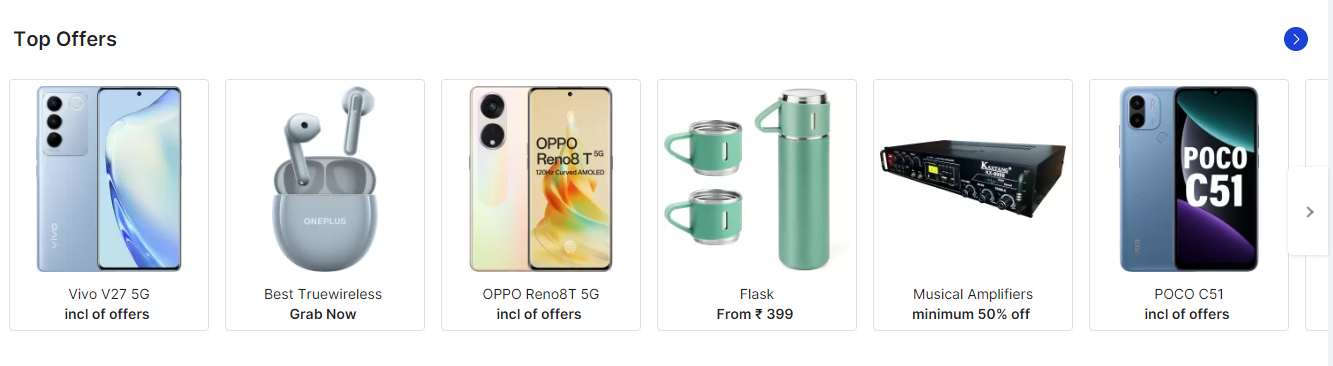 Top Offers
vivo
ONEPLUS
OPPO
Reno8 T 5G
120Hz Curved AMOLED
KASTANG
POCO
C51
POCO
Vivo V27 5G
incl of offers
Best Truewireless
Grab Now
OPPO Reno8T 5G
incl of offers
Flask
From ₹ 399
Musical Amplifiers
minimum 50% off
POCO C51
incl of offers